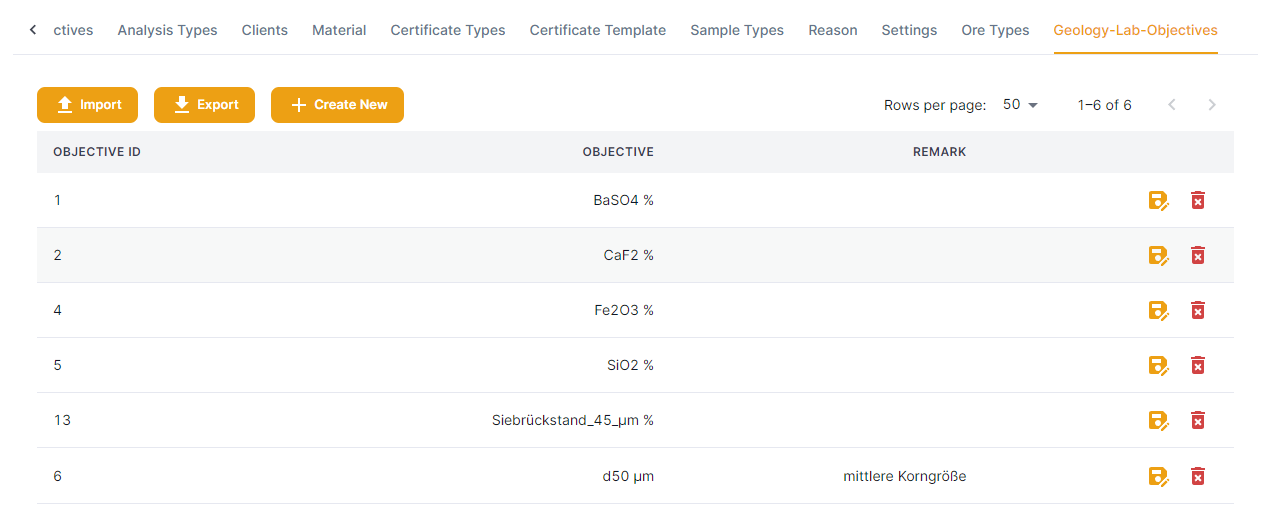 ctives Analysis Types Clients Material Certificate Types Certificate Template Sample Types Reason Settings Ore Types Geology-Lab-Objectives
Import Export Create New Rows per page: 50 1–6 of 6
OBJECTIVE ID OBJECTIVE REMARK
1 BaSO4 %
2 CaF2 %
4 Fe2O3 %
5 SiO2 %
13 Siebrückstand_45_µm %
6 d50 µm mittlere Korngröße